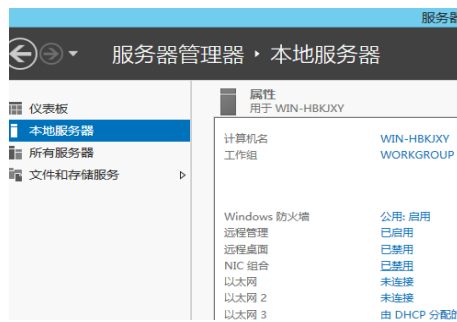 服务器
服务器管理器 · 本地服务器
仪表板
本地服务器
所有服务器
文件和存储服务
属性
用于 WIN-HBKJXY
计算机名 WIN-HBKJXY
工作组 WORKGROUP
Windows 防火墙 公用: 启用
远程管理 已启用
远程桌面 已禁用
NIC 组合 已禁用
以太网 未连接
以太网 2 未连接
以太网 3 由 DHCP 分配的